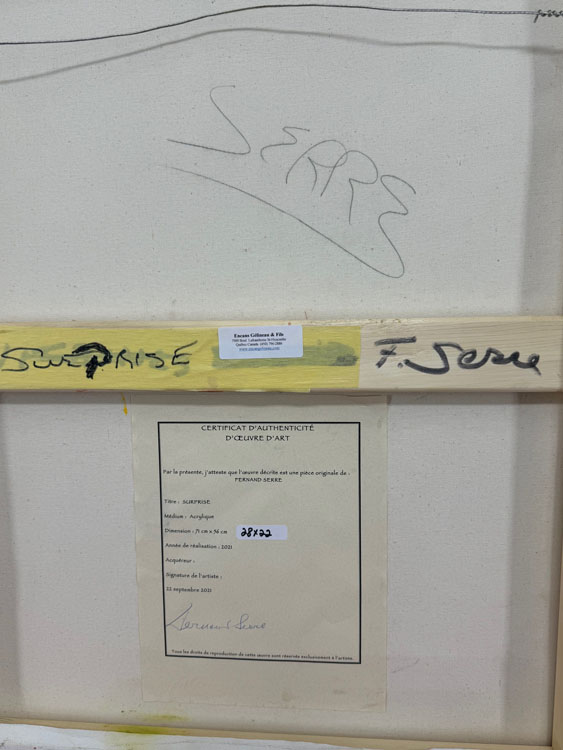 SERRE
SURPRISE
Encans Gélineau & Fils
F. Serre
CERTIFICAT D'AUTHENTICITÉ
D'ŒUVRE D'ART
Par la présente, j'atteste que l'œuvre décrite est une pièce originale de :
FERNAND SERRE
Titre : SURPRISE
Médium : Acrylique
Dimension : 71 cm x 56 cm
28x22
Année de réalisation : 2021
Acquéreur :
Signature de l'artiste :
22 septembre 2021
Fernand Serre
Tous les droits de reproduction de cette œuvre sont réservés exclusivement à l'artiste.